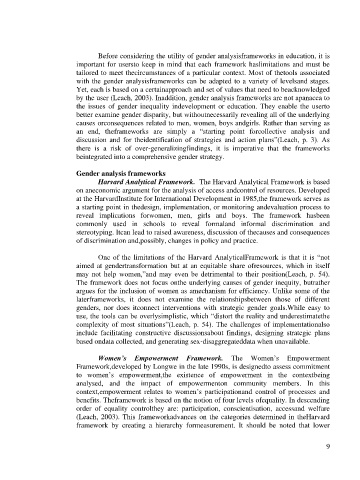 Before considering the utility of gender analysisframeworks in education, it is
important for usersto keep in mind that each framework haslimitations and must be
tailored to meet thecircumstances of a particular context. Most of thetools associated
with the gender analysisframeworks can be adapted to a variety of levelsand stages.
Yet, each is based on a certainapproach and set of values that need to beacknowledged
by the user (Leach, 2003). Inaddition, gender analysis frameworks are not apanacea to
the issues of gender inequality indevelopment or education. They enable the userto
better examine gender disparity, but withoutnecessarily revealing all of the underlying
causes orconsequences related to men, women, boys andgirls. Rather than serving as
an end, theframeworks are simply a “starting point forcollective analysis and
discussion and for theidentification of strategies and action plans”(Leach, p. 3). As
there is a risk of over-generalizingfindings, it is imperative that the frameworks
beintegrated into a comprehensive gender strategy.
Gender analysis frameworks
Harvard Analytical Framework. The Harvard Analytical Framework is based
on aneconomic argument for the analysis of access andcontrol of resources. Developed
at the HarvardInstitute for International Development in 1985,the framework serves as
a starting point in thedesign, implementation, or monitoring andevaluation process to
reveal implications forwomen, men, girls and boys. The framework hasbeen
commonly used in schools to reveal formaland informal discrimination and
stereotyping. Itcan lead to raised awareness, discussion of thecauses and consequences
of discrimination and,possibly, changes in policy and practice.
One of the limitations of the Harvard AnalyticalFramework is that it is “not
aimed at gendertransformation but at an equitable share ofresources, which in itself
may not help women,”and may even be detrimental to their position(Leach, p. 54).
The framework does not focus onthe underlying causes of gender inequity, butrather
argues for the inclusion of women as amechanism for efficiency. Unlike some of the
laterframeworks, it does not examine the relationshipsbetween those of different
genders, nor does itconnect interventions with strategic gender goals.While easy to
use, the tools can be overlysimplistic, which “distort the reality and underestimatethe
complexity of most situations”(Leach, p. 54). The challenges of implementationalso
include facilitating constructive discussionsabout findings, designing strategic plans
based ondata collected, and generating sex-disaggregateddata when unavailable.
Women’s Empowerment Framework. The Women’s Empowerment
Framework,developed by Longwe in the late 1990s, is designedto assess commitment
to women’s empowerment,the existence of empowerment in the contextbeing
analysed, and the impact of empowermenton community members. In this
context,empowerment relates to women’s participationand control of processes and
benefits. Theframework is based on the notion of four levels ofequality. In descending
order of equality controlthey are: participation, conscientisation, accessand welfare
(Leach, 2003). This frameworkadvances on the categories determined in theHarvard
framework by creating a hierarchy formeasurement. It should be noted that lower
9